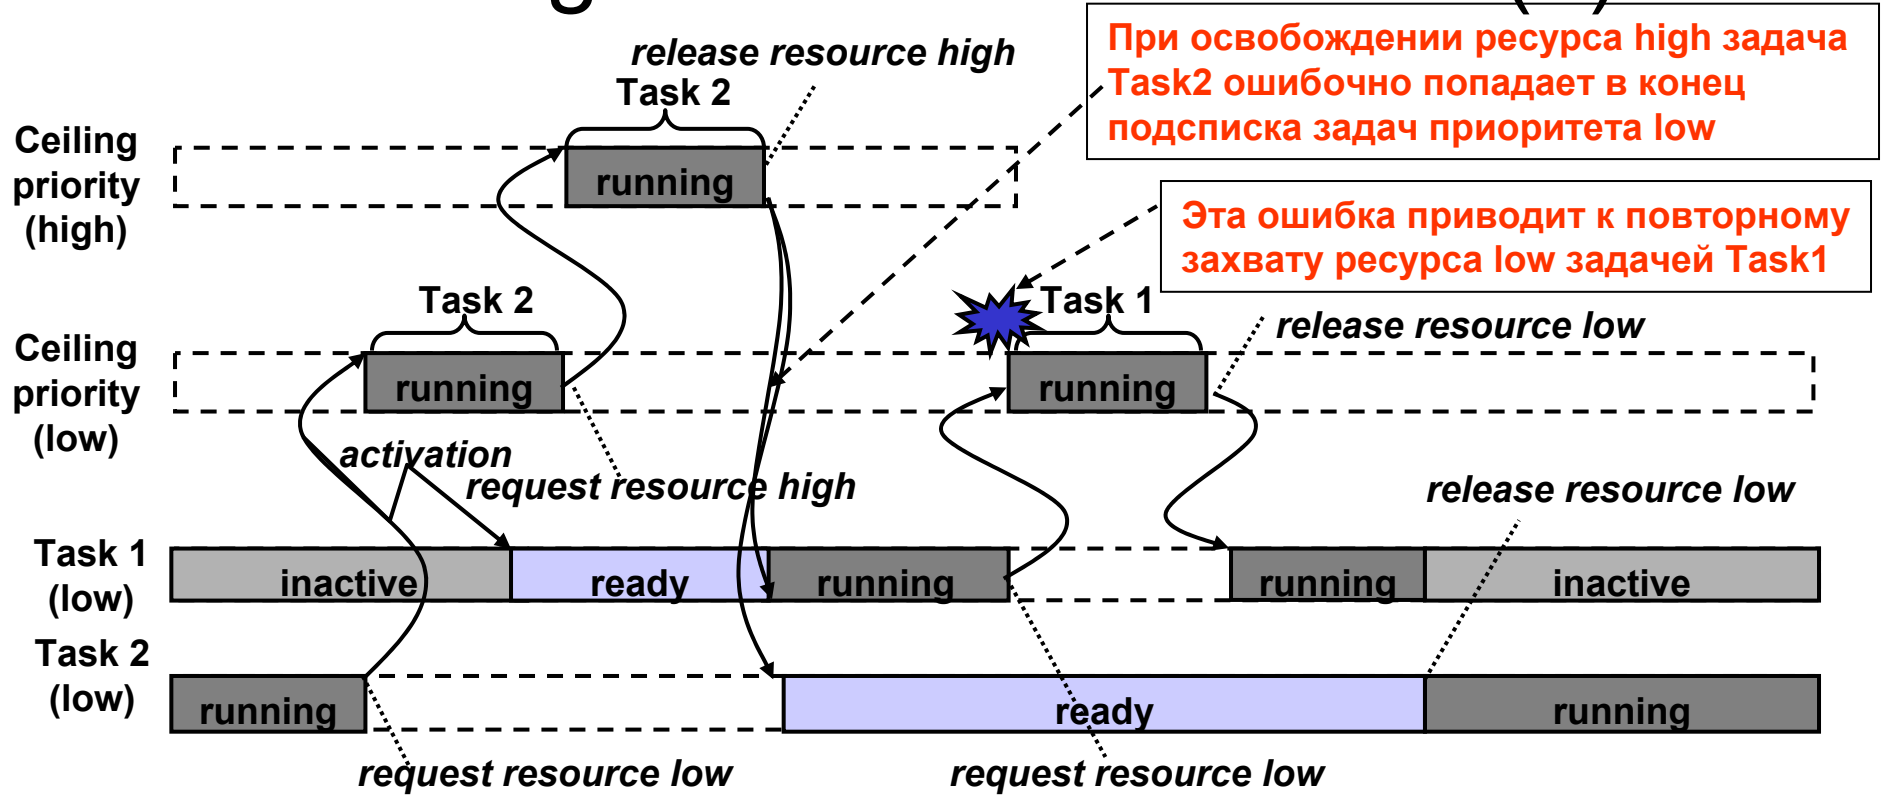 release resource high
Task 2
При освобождении ресурса high задача
Task2 ошибочно попадает в конец
подсписка задач приоритета low
Ceiling
priority
(high)
running
Эта ошибка приводит к повторному
захвату ресурса low задачей Task1
Task 2
Task 1
release resource low
Ceiling
priority
(low)
running
running
activation
request resource high
release resource low
Task 1
(low)
inactive
ready
running
running
inactive
Task 2
(low)
running
ready
running
request resource low
request resource low